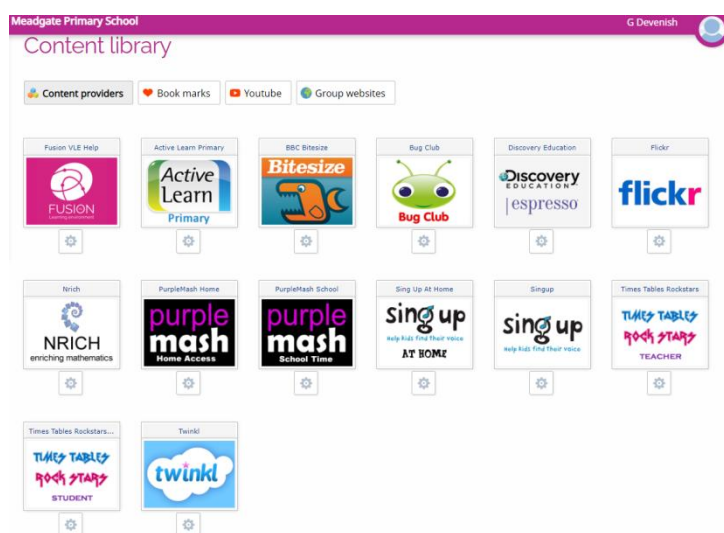 Meadgate Primary School
G Devenish
Content library
Content providers
Book marks
Youtube
Group websites
Fusion VLE Help
Active Learn Primary
BBC Bitesize
Bug Club
Discovery Education
Flickr
FUSION
Learning environment
Active
Learn
Primary
Bitesize
Bug Club
Discovery
EDUCATION
espresso
flickr
Nrich
PurpleMash Home
PurpleMash School
Sing Up At Home
Singup
Times Tables Rockstars
NRICH
enriching mathematics
purple
mash
Home Access
purple
mash
School Time
sing up
Help kids find their voice
AT HOME
sing up
Help kids find their voice
TIMES TABLES
ROCK STARS
TEACHER
Times Tables Rockstars...
Twinkl
TIMES TABLES
ROCK STARS
STUDENT
twinkl